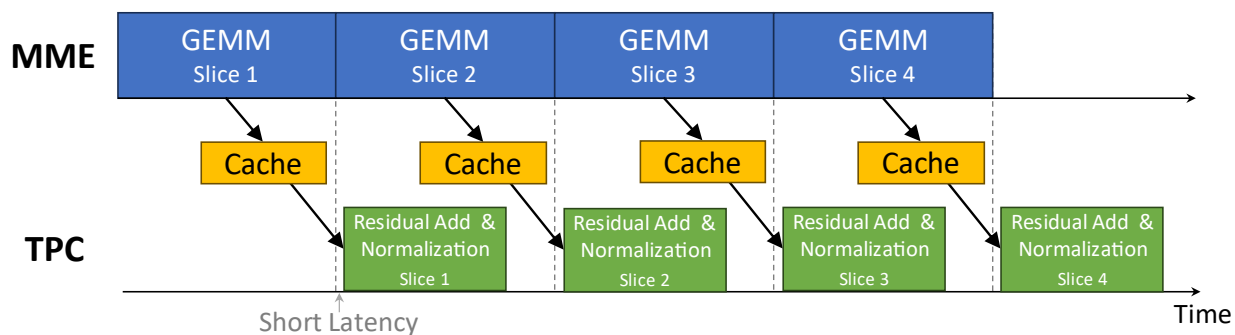 MME
GEMM
Slice 1
GEMM
Slice 2
GEMM
Slice 3
GEMM
Slice 4
Cache
Cache
Cache
Cache
TPC
Residual Add & 
Normalization
Slice 1
Residual Add & 
Normalization
Slice 2
Residual Add & 
Normalization
Slice 3
Residual Add & 
Normalization
Slice 4
Short Latency
Time